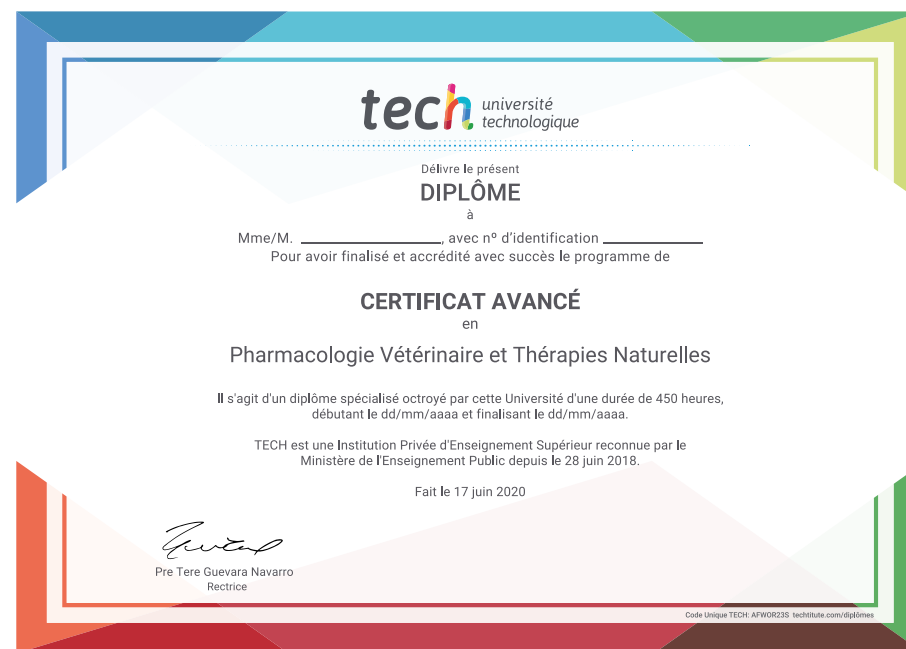 tech université
technologique
Délivre le présent
DIPLÔME
à
Mme/M. ____________________, avec nº d'identification ______________
Pour avoir finalisé et accrédité avec succès le programme de
CERTIFICAT AVANCÉ
en
Pharmacologie Vétérinaire et Thérapies Naturelles
Il s'agit d'un diplôme spécialisé octroyé par cette Université d'une durée de 450 heures,
débutant le dd/mm/aaaa et finalisant le dd/mm/aaaa.
TECH est une Institution Privée d'Enseignement Supérieur reconnue par le
Ministère de l'Enseignement Public depuis le 28 juin 2018.
Fait le 17 juin 2020
Pre Tere Guevara Navarro
Rectrice
Code Unique TECH: AFWOR23S techtitute.com/diplômes